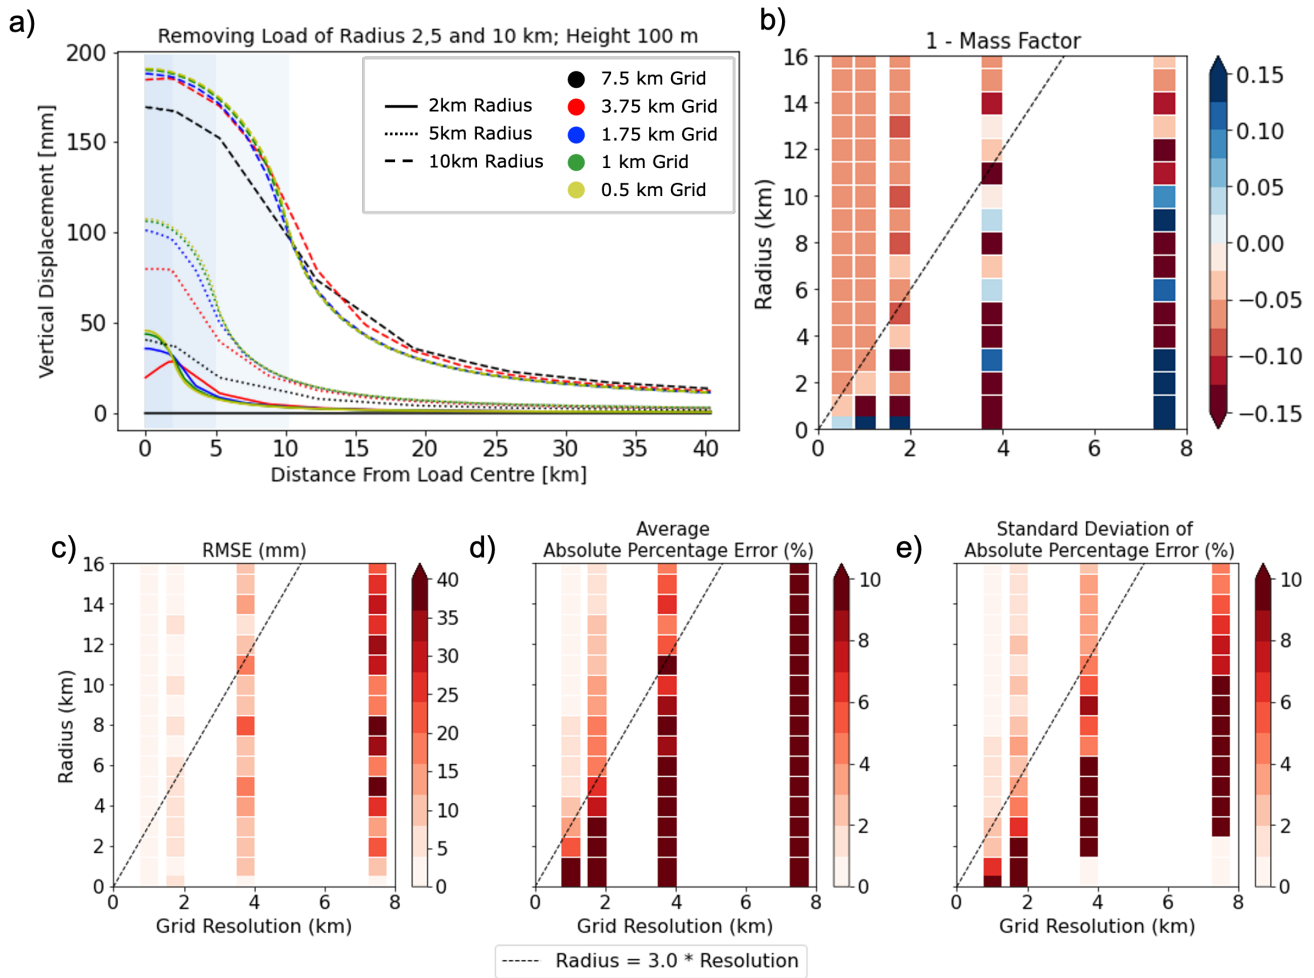 a)
Removing Load of Radius 2,5 and 10 km; Height 100 m
Vertical Displacement [mm]
200
150
100
50
0
2km Radius
5km Radius
10km Radius
7.5 km Grid
3.75 km Grid
1.75 km Grid
1 km Grid
0.5 km Grid
0 5 10 15 20 25 30 35 40
Distance From Load Centre [km]
b)
1 - Mass Factor
Radius (km)
16
14
12
10
8
6
4
2
0
0 2 4 6 8
0.15
0.10
0.05
0.00
−0.05
−0.10
−0.15
c)
RMSE (mm)
Radius (km)
16
14
12
10
8
6
4
2
0
0 2 4 6 8
Grid Resolution (km)
40
35
30
25
20
15
10
5
0
d)
Average
Absolute Percentage Error (%)
0 2 4 6 8
Grid Resolution (km)
10
8
6
4
2
0
e)
Standard Deviation of
Absolute Percentage Error (%)
0 2 4 6 8
Grid Resolution (km)
10
8
6
4
2
0
Radius = 3.0 * Resolution